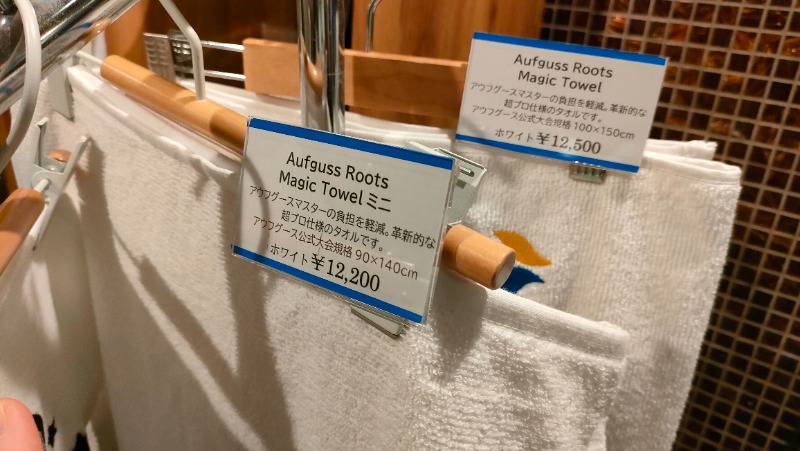 Aufguss Roots
Magic Towel
アウフグースマスターの負担を軽減。革新的な
超プロ仕様のタオルです。
アウフグース公式大会規格 100×150cm
ホワイト ¥12,500
Aufguss Roots
Magic Towel ミニ
アウフグースマスターの負担を軽減。革新的な
超プロ仕様のタオルです。
アウフグース公式大会規格 90×140cm
ホワイト ¥12,200